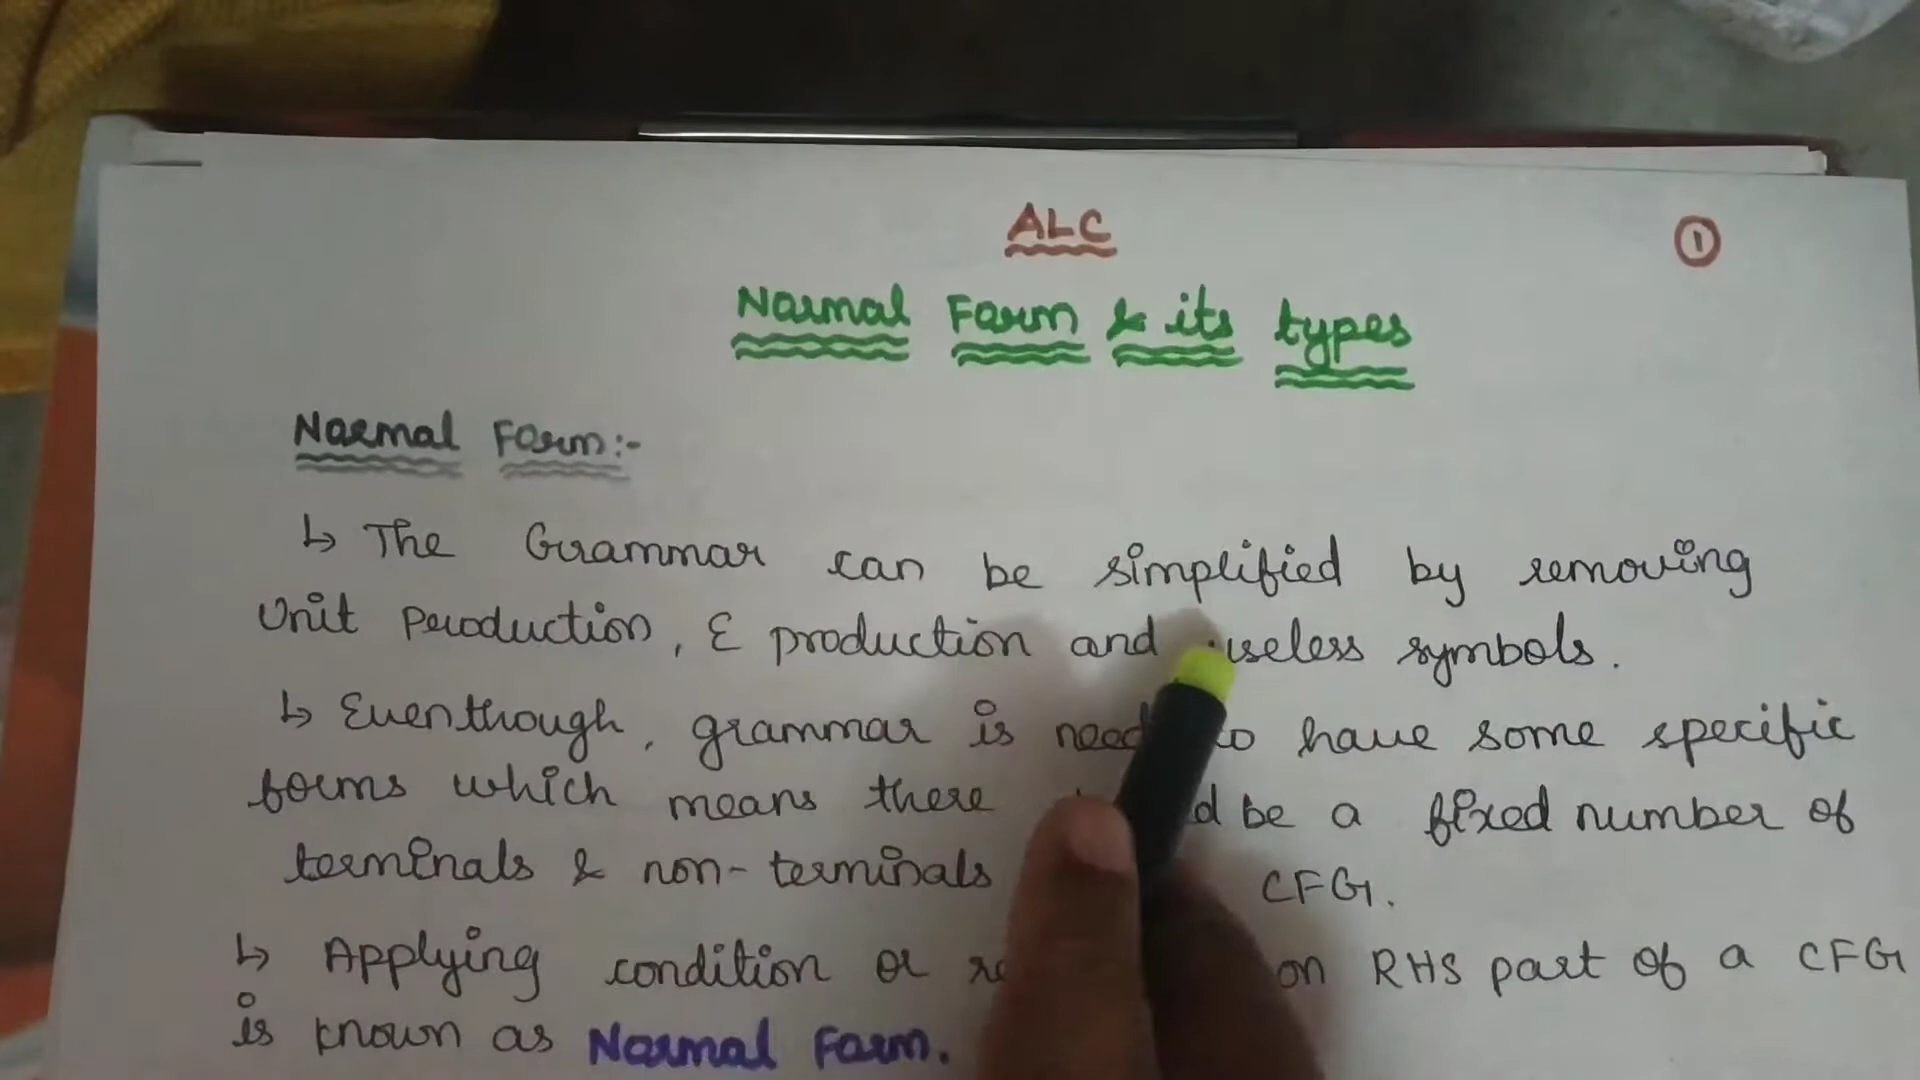 ALC
1
Normal Form & its types
Normal Form:-
↳ The Grammar can be simplified by removing
Unit Production, Ɛ production and useless symbols.
↳ Eventhough, grammar is need to have some specific
forms which means there be a fixed number of
terminals & non-terminals CFG.
↳ Applying condition or on RHS part of a CFG
is known as Normal Form.